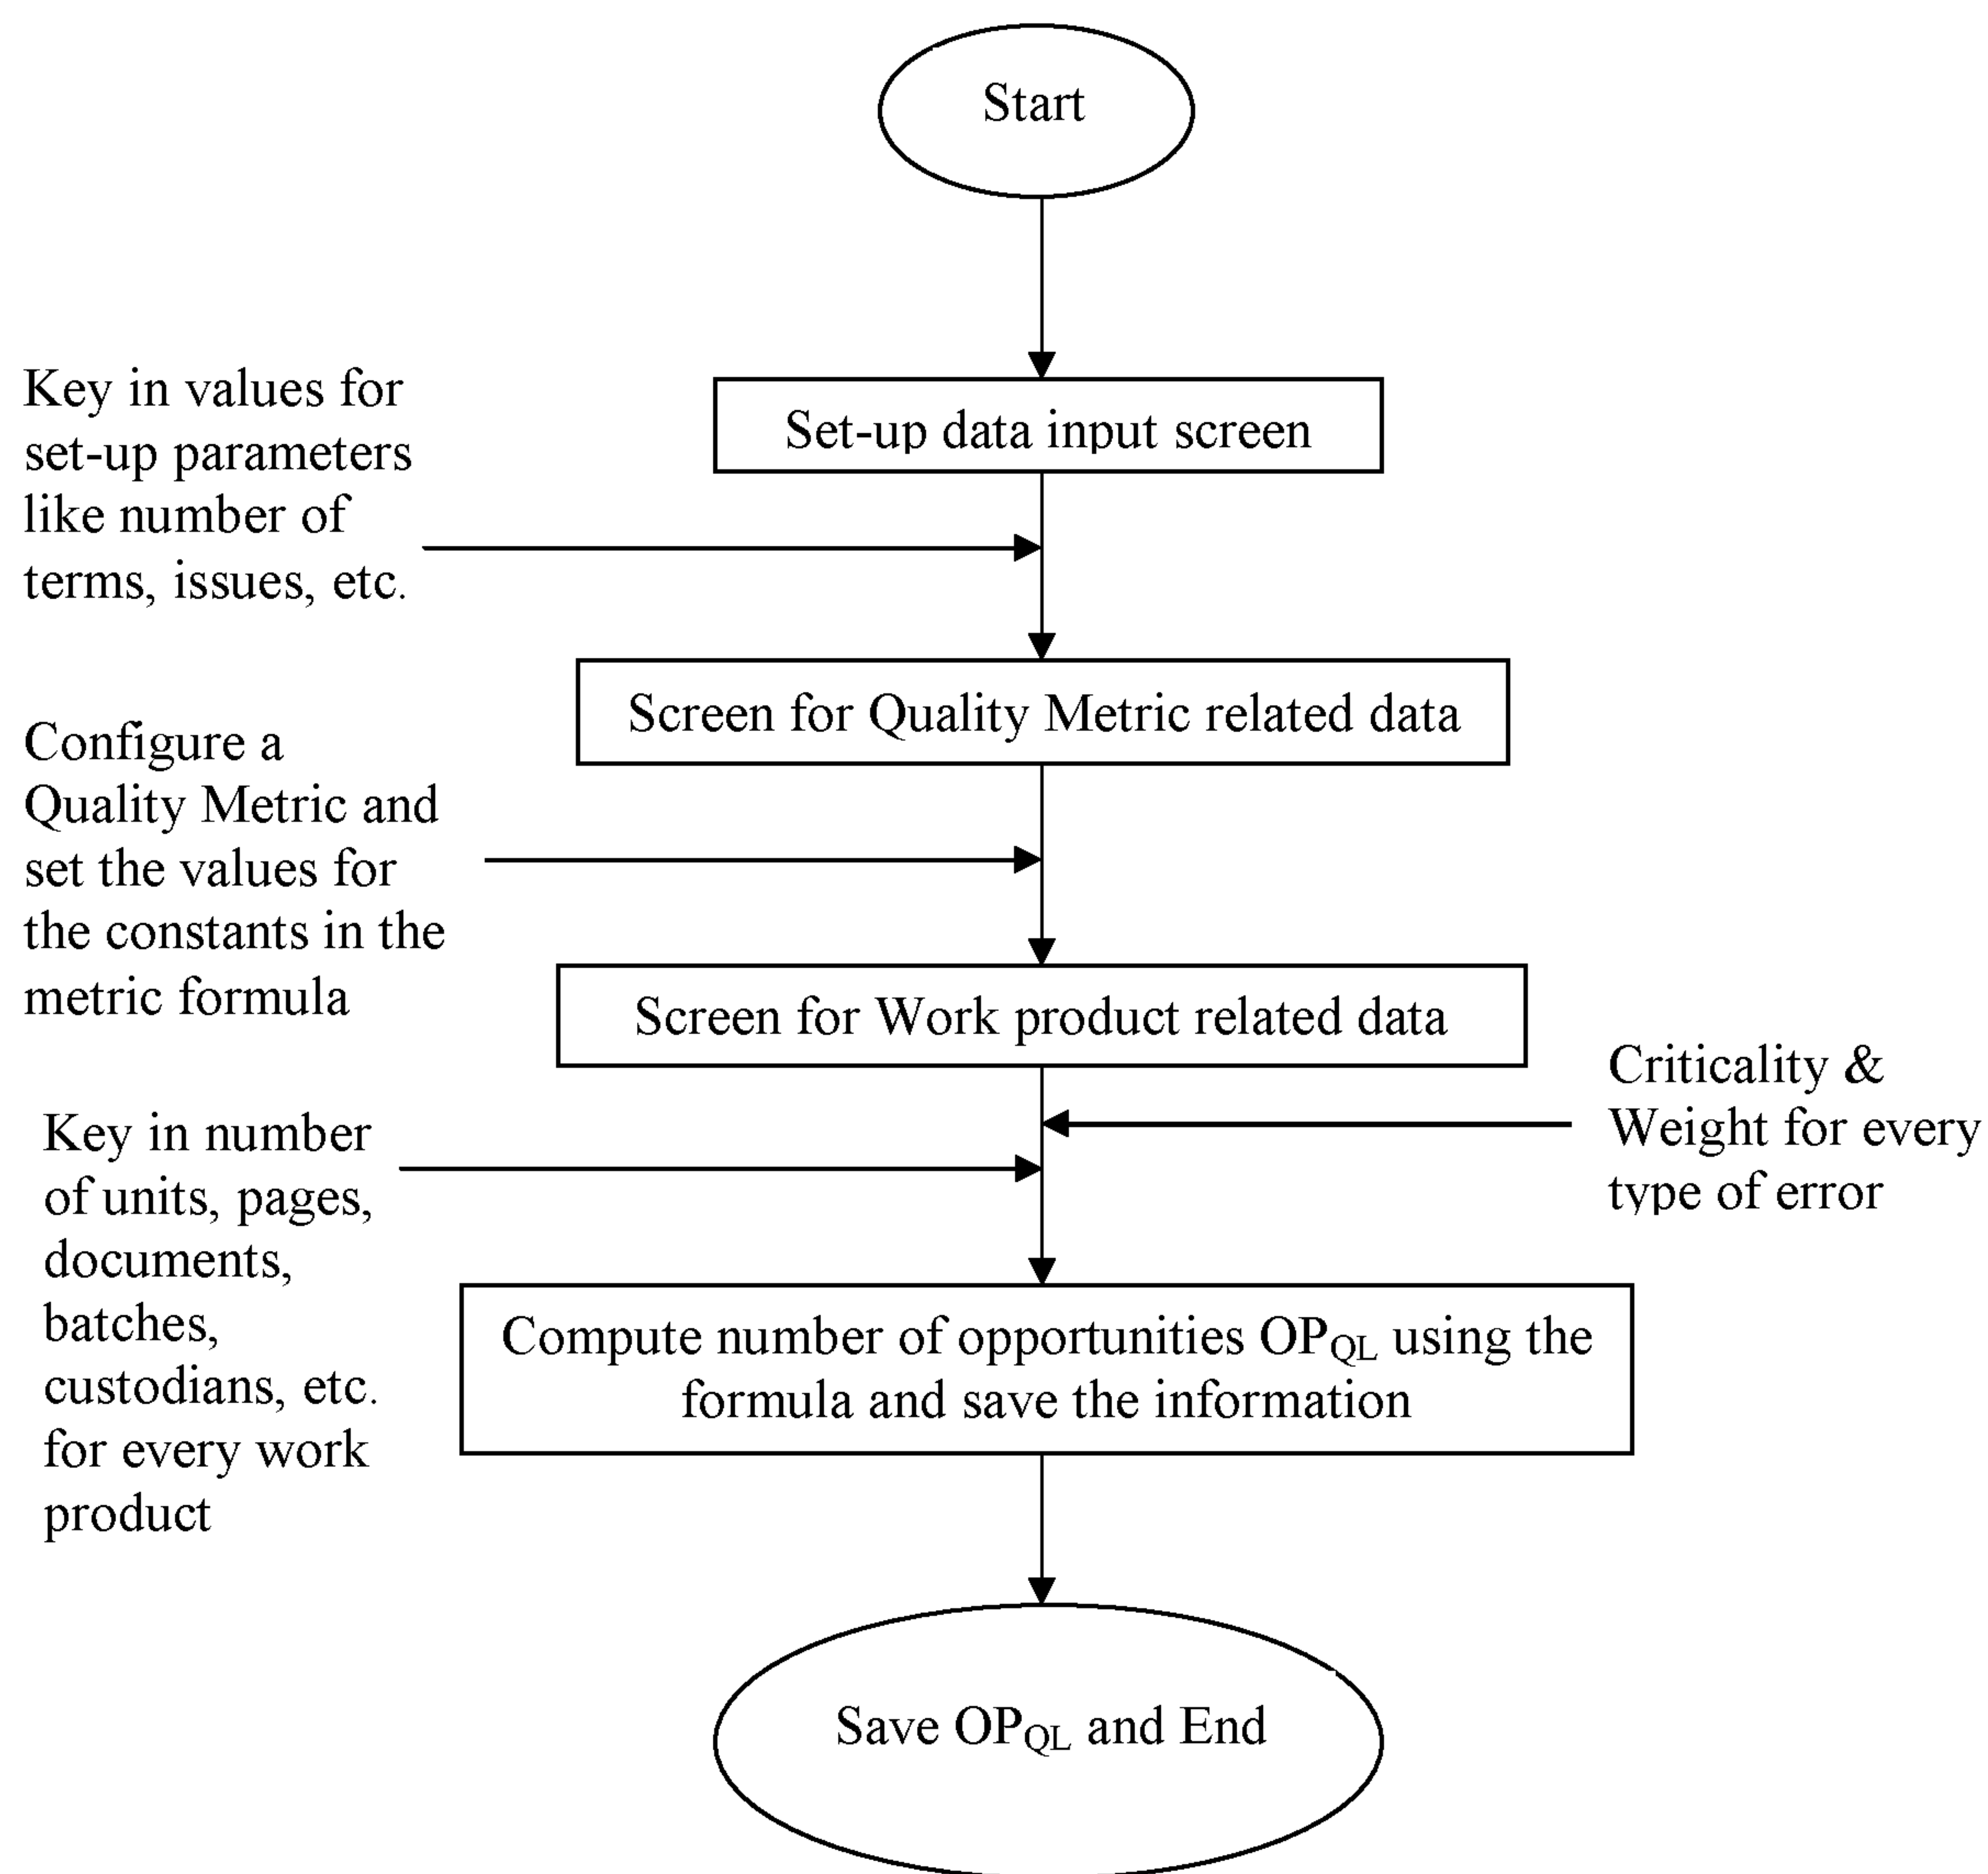 Start
Set-up data input screen
Key in values for
set-up parameters
like number of
terms, issues, etc.
Screen for Quality Metric related data
Configure a
Quality Metric and
set the values for
the constants in the
metric formula
Screen for Work product related data
Criticality &
Weight for every
type of error
Key in number
of units, pages,
documents,
batches,
custodians, etc.
for every work
product
Compute number of opportunities OPQL using the
formula and save the information
Save OPQL and End